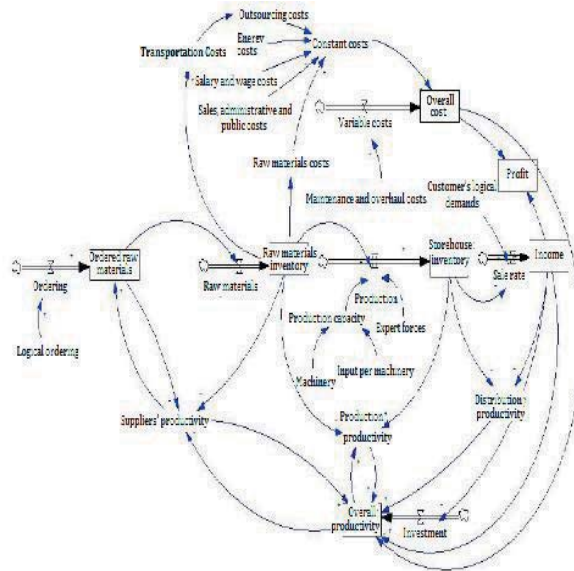 Outsourcing costs
Energy
costs
Constant costs
Transportation Costs
Salary and wage costs
Sales, administrative and
public costs
Overall
cost
Variable costs
Raw materials costs
Profit
Customer's logical
demands
Maintenance and overhaul costs
Ordered raw
materials
Raw materials
inventory
Storehouse
inventory
Income
Ordering
Raw materials
Sale rate
Production
Production capacity
Expert forces
Logical ordering
Machinery
Input per machinery
Suppliers' productivity
Production
productivity
Distribution
productivity
Overall
productivity
Investment